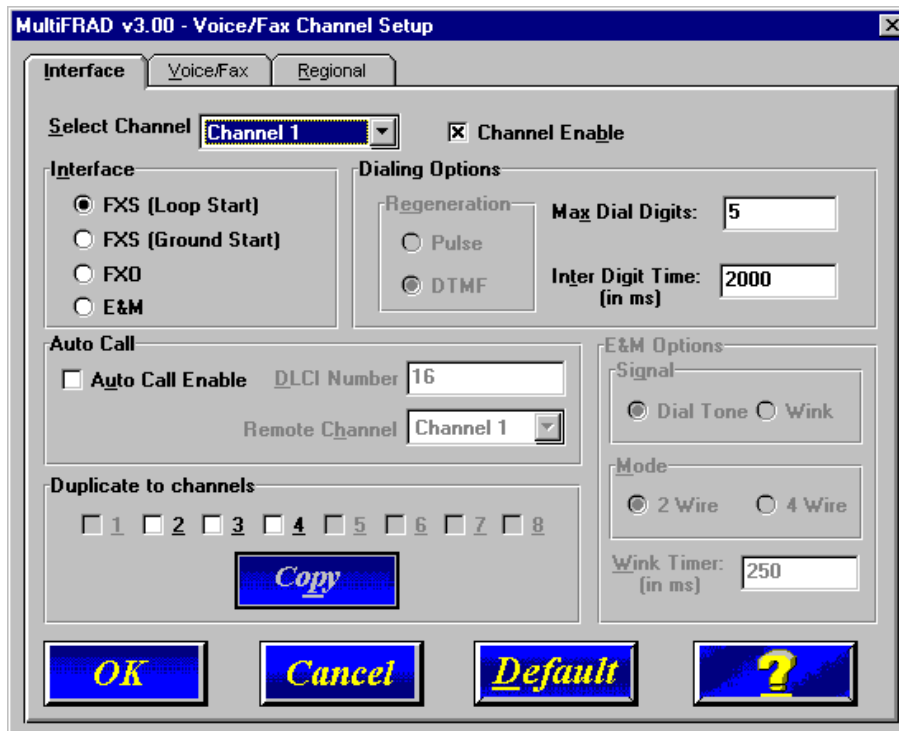 MultiFRAD v3.00 - Voice/Fax Channel Setup
Interface
Voice/Fax
Regional
Select Channel
Channel 1
Channel Enable
Interface
FXS (Loop Start)
FXS (Ground Start)
FXO
E&M
Dialing Options
Regeneration
Pulse
DTMF
Max Dial Digits:
5
Inter Digit Time:
(in ms)
2000
Auto Call
Auto Call Enable
DLCI Number
16
Remote Channel
Channel 1
E&M Options
Signal
Dial Tone
Wink
Mode
2 Wire
4 Wire
Wink Timer:
(in ms)
250
Duplicate to channels
1 2 3 4 5 6 7 8
Copy
OK
Cancel
Default
?